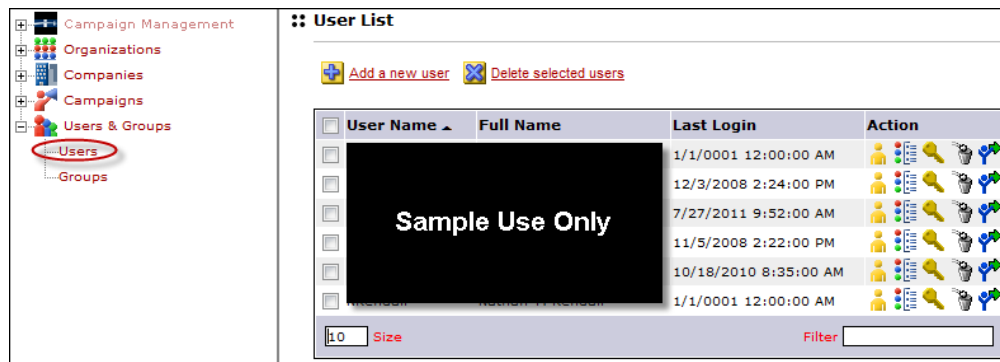 Campaign Management
Organizations
Companies
Campaigns
Users & Groups
Users
Groups
User List
Add a new user Delete selected users
User Name Full Name Last Login Action
1/1/0001 12:00:00 AM
12/3/2008 2:24:00 PM
7/27/2011 9:52:00 AM
11/5/2008 2:22:00 PM
10/18/2010 8:35:00 AM
1/1/0001 12:00:00 AM
Sample Use Only
10 Size Filter